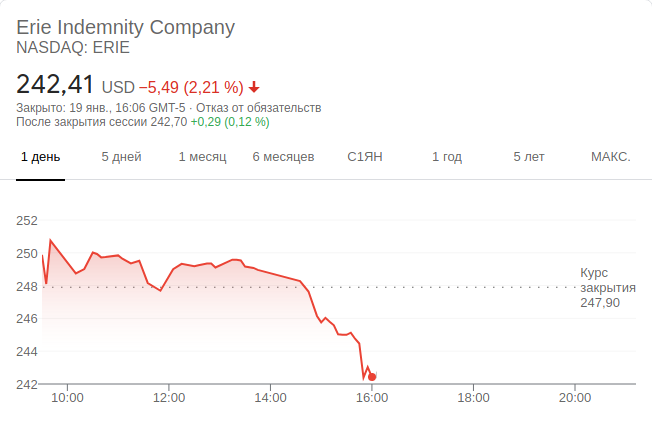 Erie Indemnity Company
NASDAQ: ERIE
242,41 USD −5,49 (2,21 %)
Закрыто: 19 янв., 16:06 GMT-5 · Отказ от обязательств
После закрытия сессии 242,70 +0,29 (0,12 %)
1 день 5 дней 1 месяц 6 месяцев С1ЯН 1 год 5 лет МАКС.
252
250
248
246
244
242
Курс
закрытия
247,90
10:00 12:00 14:00 16:00 18:00 20:00